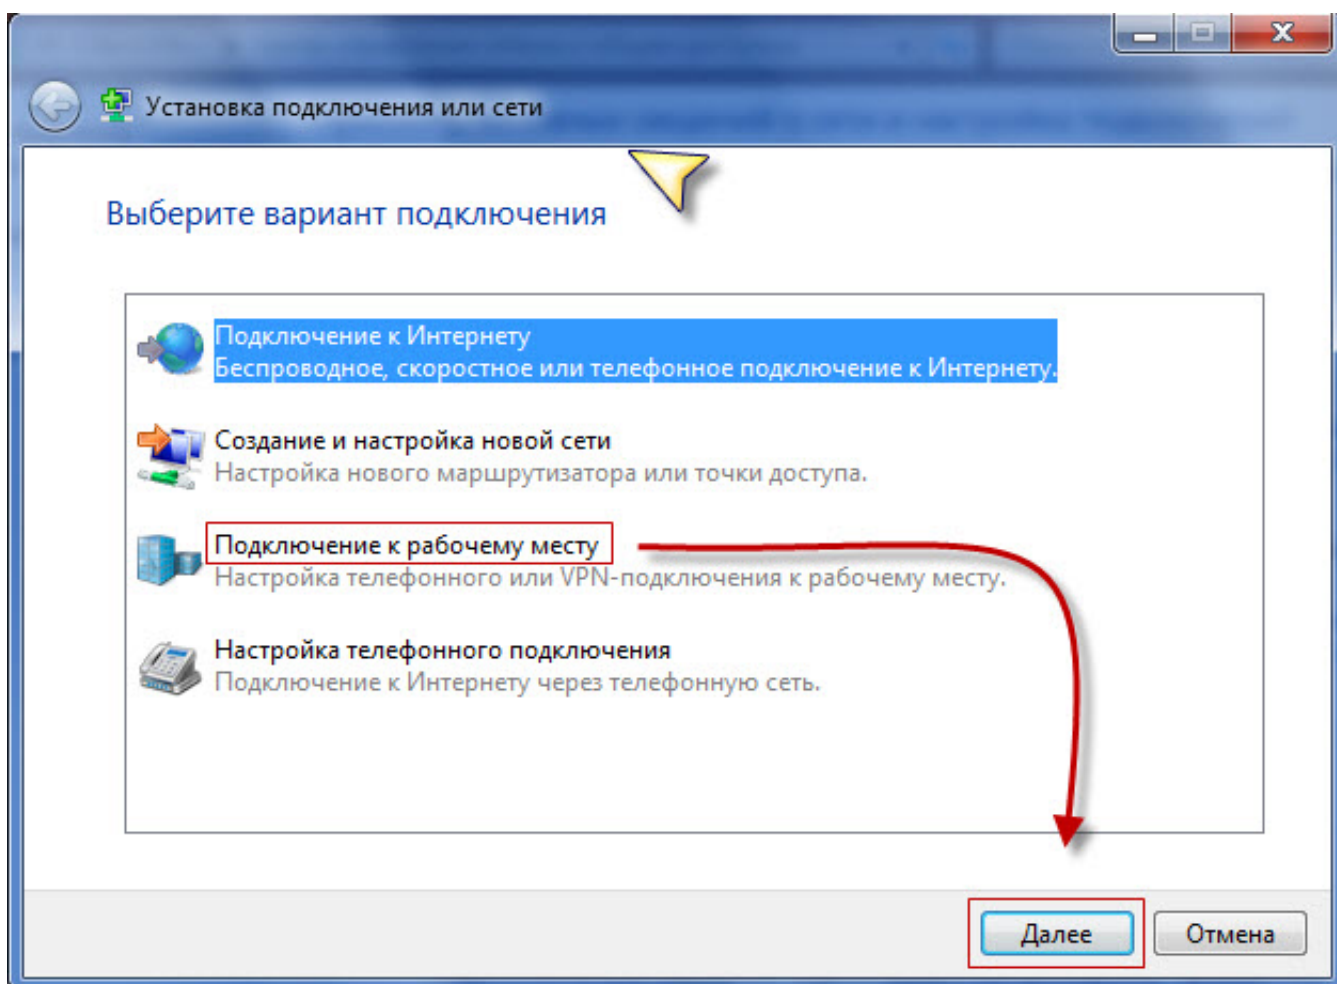 Установка подключения или сети
Выберите вариант подключения
Подключение к Интернету
Беспроводное, скоростное или телефонное подключение к Интернету.
Создание и настройка новой сети
Настройка нового маршрутизатора или точки доступа.
Подключение к рабочему месту
Настройка телефонного или VPN-подключения к рабочему месту.
Настройка телефонного подключения
Подключение к Интернету через телефонную сеть.
Далее
Отмена